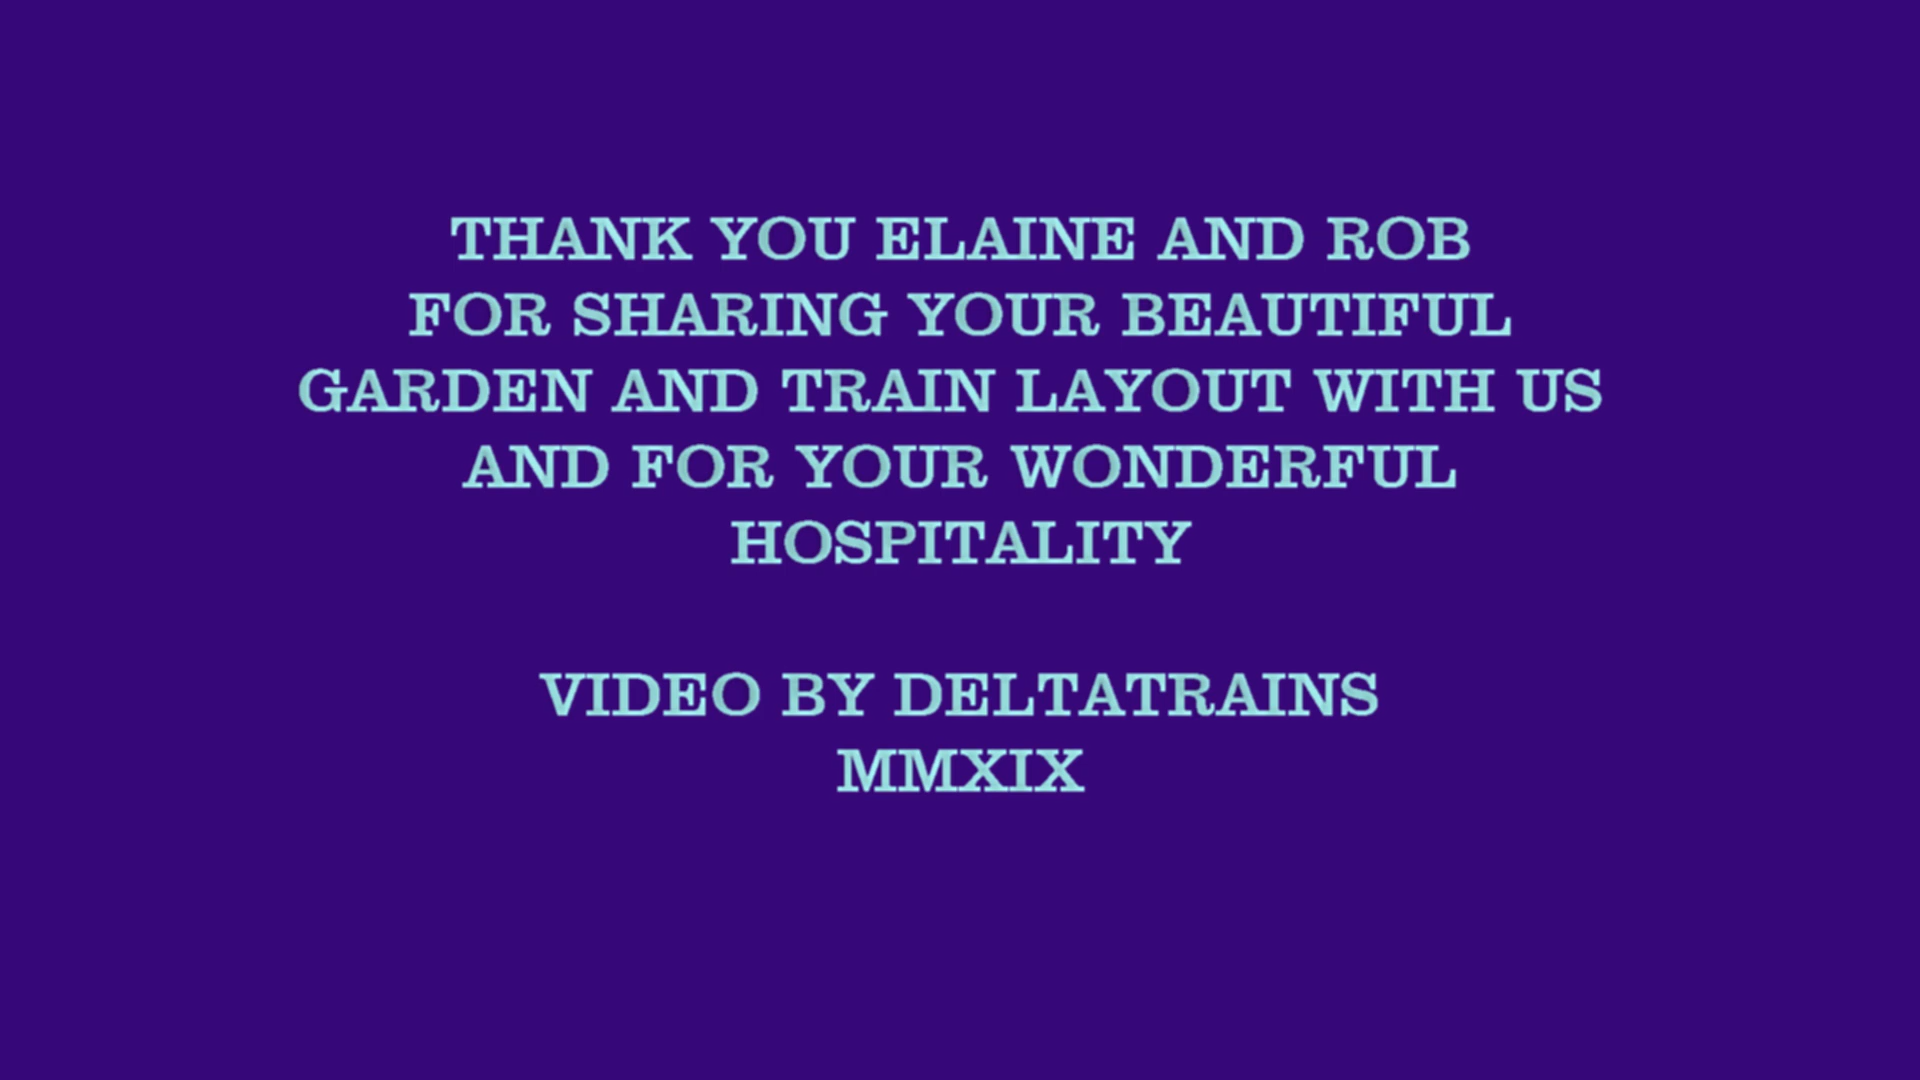 THANK YOU ELAINE AND ROB
FOR SHARING YOUR BEAUTIFUL
GARDEN AND TRAIN LAYOUT WITH US
AND FOR YOUR WONDERFUL
HOSPITALITY
VIDEO BY DELTATRAINS
MMXIX